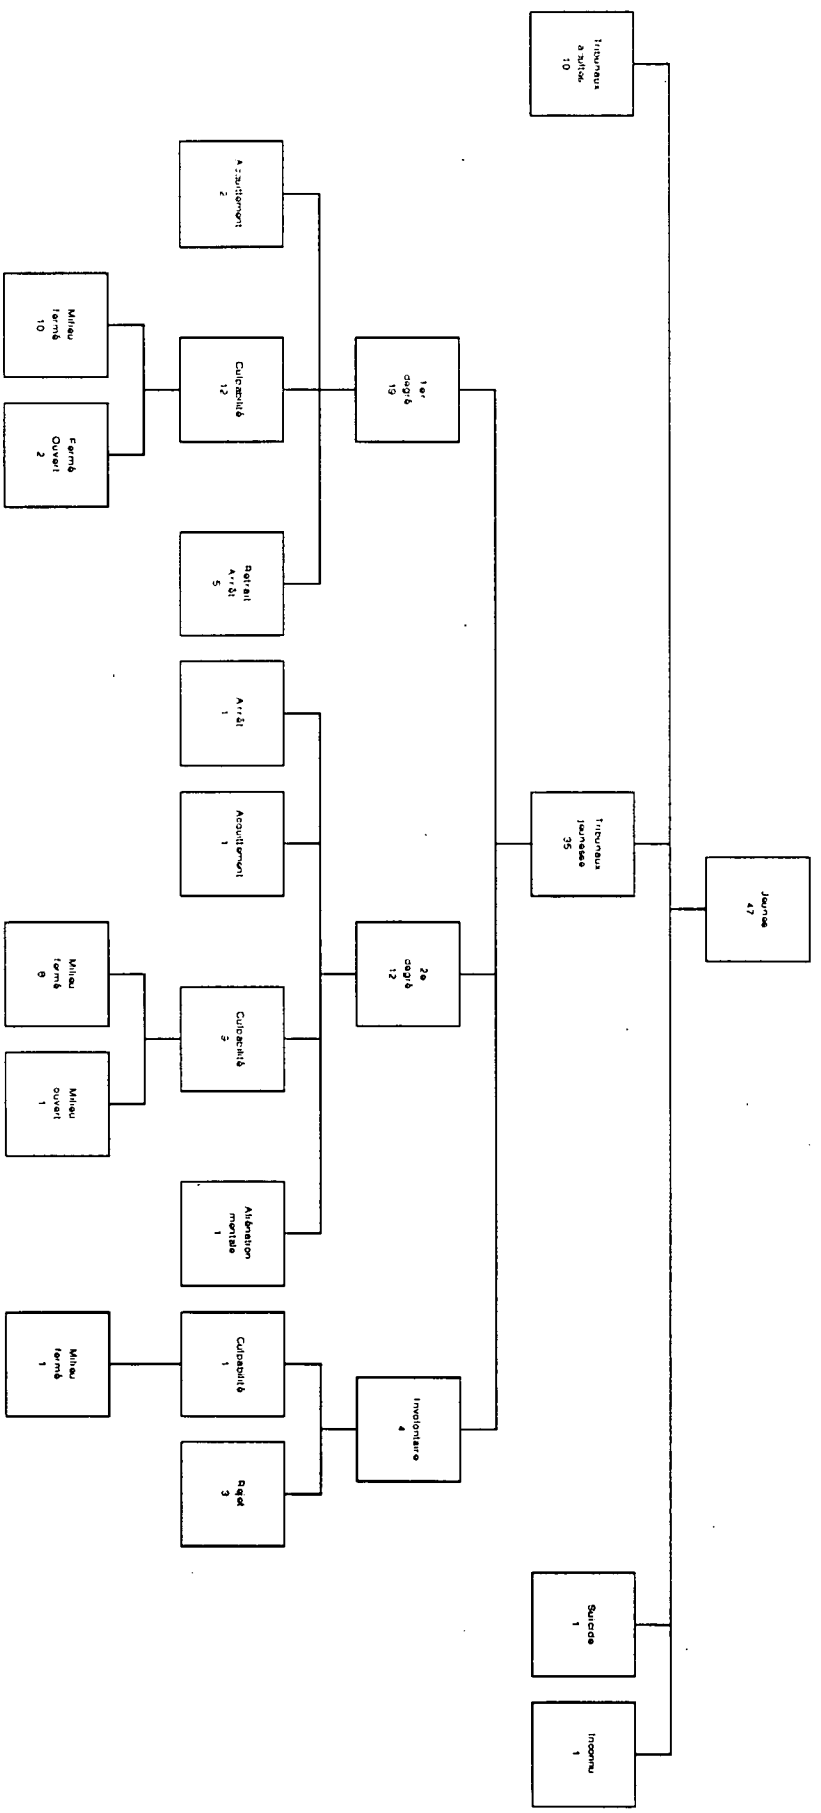 Jeunes
47
Tribunaux
adultes
10
Tribunaux
jeunesse
35
Suicide
1
Inconnu
1
1er
degré
19
2e
degré
12
Involontaire
4
Acquittement
2
Culpabilité
12
Retrait
Arrêt
5
Arrêt
1
Acquittement
1
Culpabilité
9
Aliénation
mentale
1
Culpabilité
1
Rejet
3
Milieu
fermé
10
Fermé
Ouvert
2
Milieu
fermé
8
Milieu
ouvert
1
Milieu
fermé
1